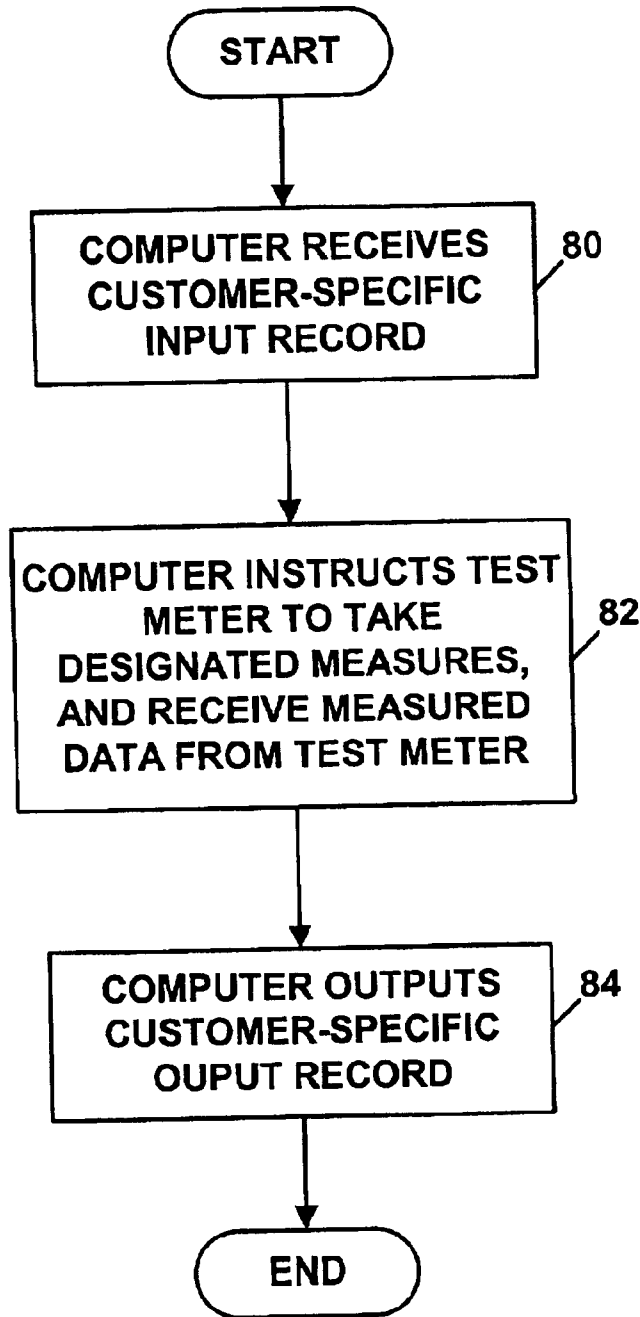 START
COMPUTER RECEIVES
CUSTOMER-SPECIFIC
INPUT RECORD
80
COMPUTER INSTRUCTS TEST
METER TO TAKE
DESIGNATED MEASURES,
AND RECEIVE MEASURED
DATA FROM TEST METER
82
COMPUTER OUTPUTS
CUSTOMER-SPECIFIC
OUPUT RECORD
84
END